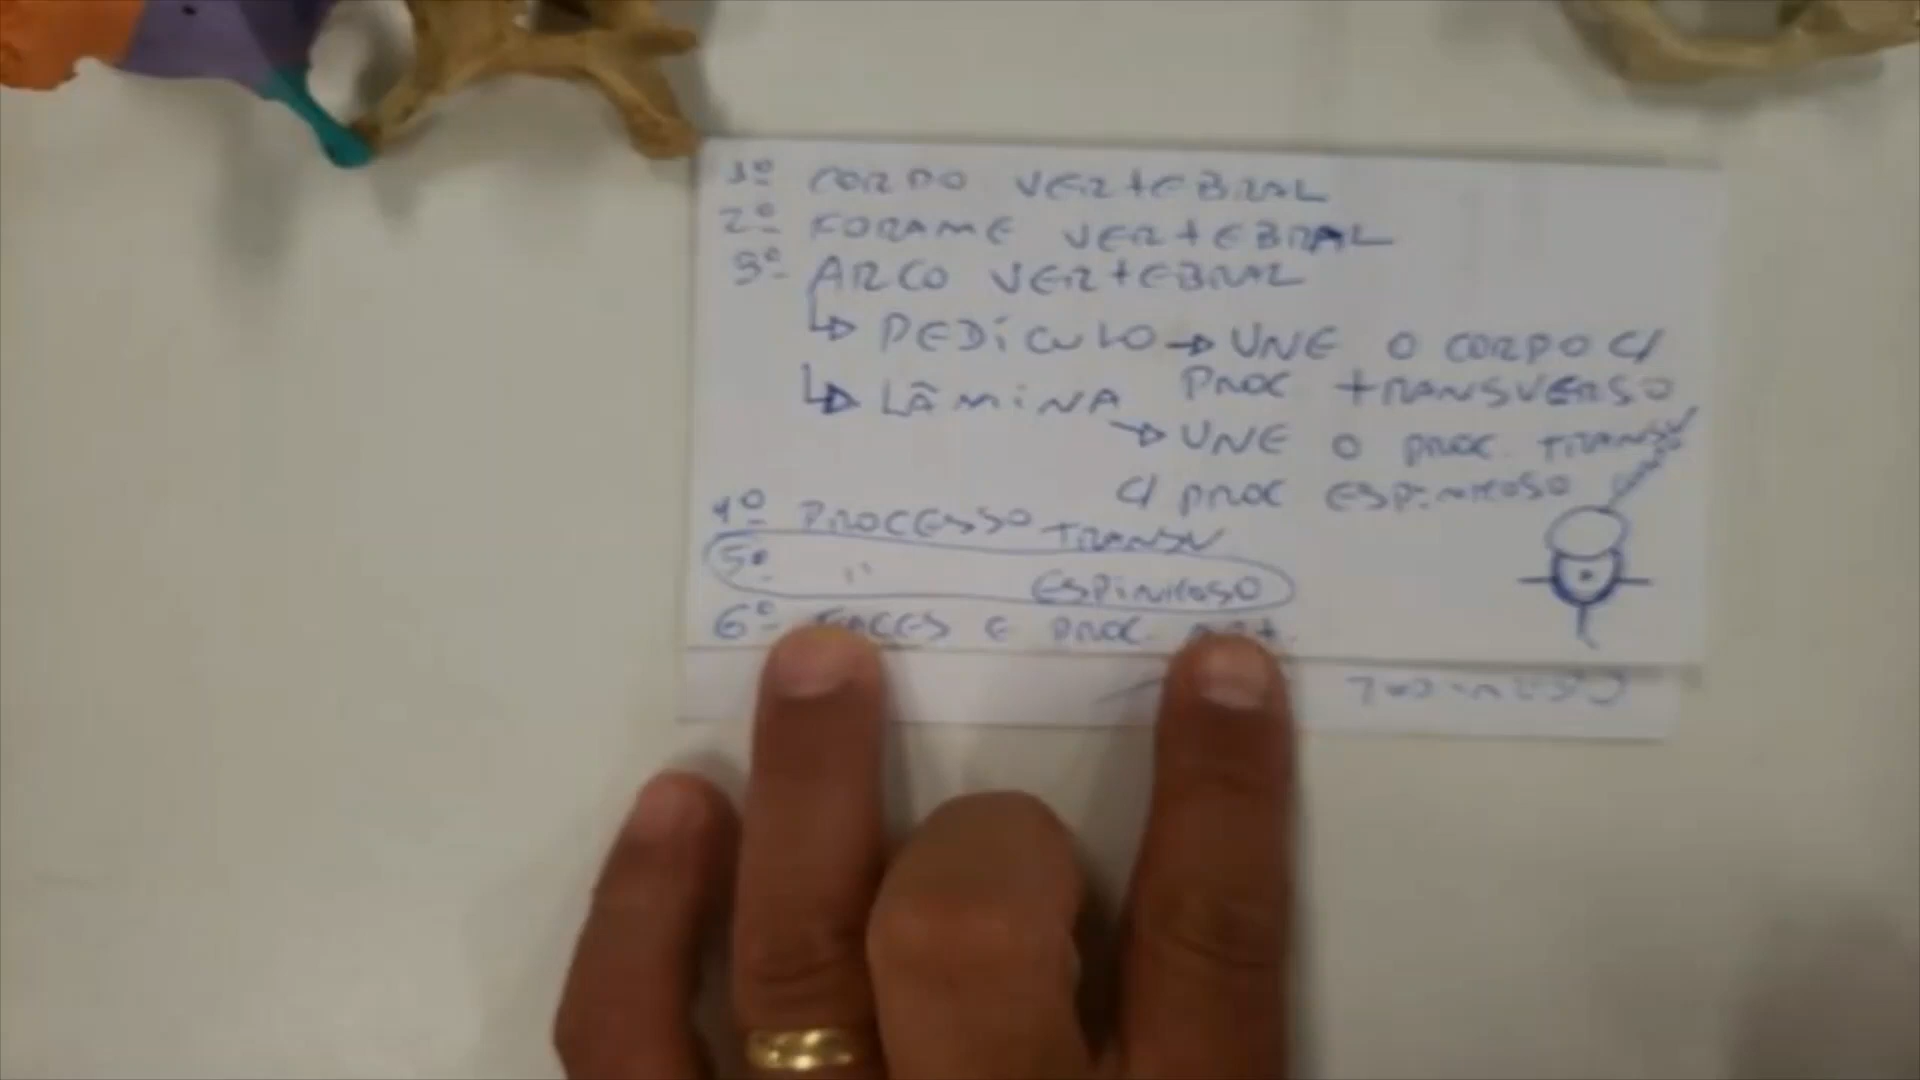 1º CORPO VERTEBRAL
2º FORAME VERTEBRAL
3º ARCO VERTEBRAL
↳ PEDÍCULO → UNE O CORPO C/
PROC TRANSVERSO
↳ LÂMINA → UNE O PROC. TRANSV
C/ PROC ESPINHOSO
4º PROCESSO TRANSV
5º " ESPINHOSO
6º FACES E PROC. ART.